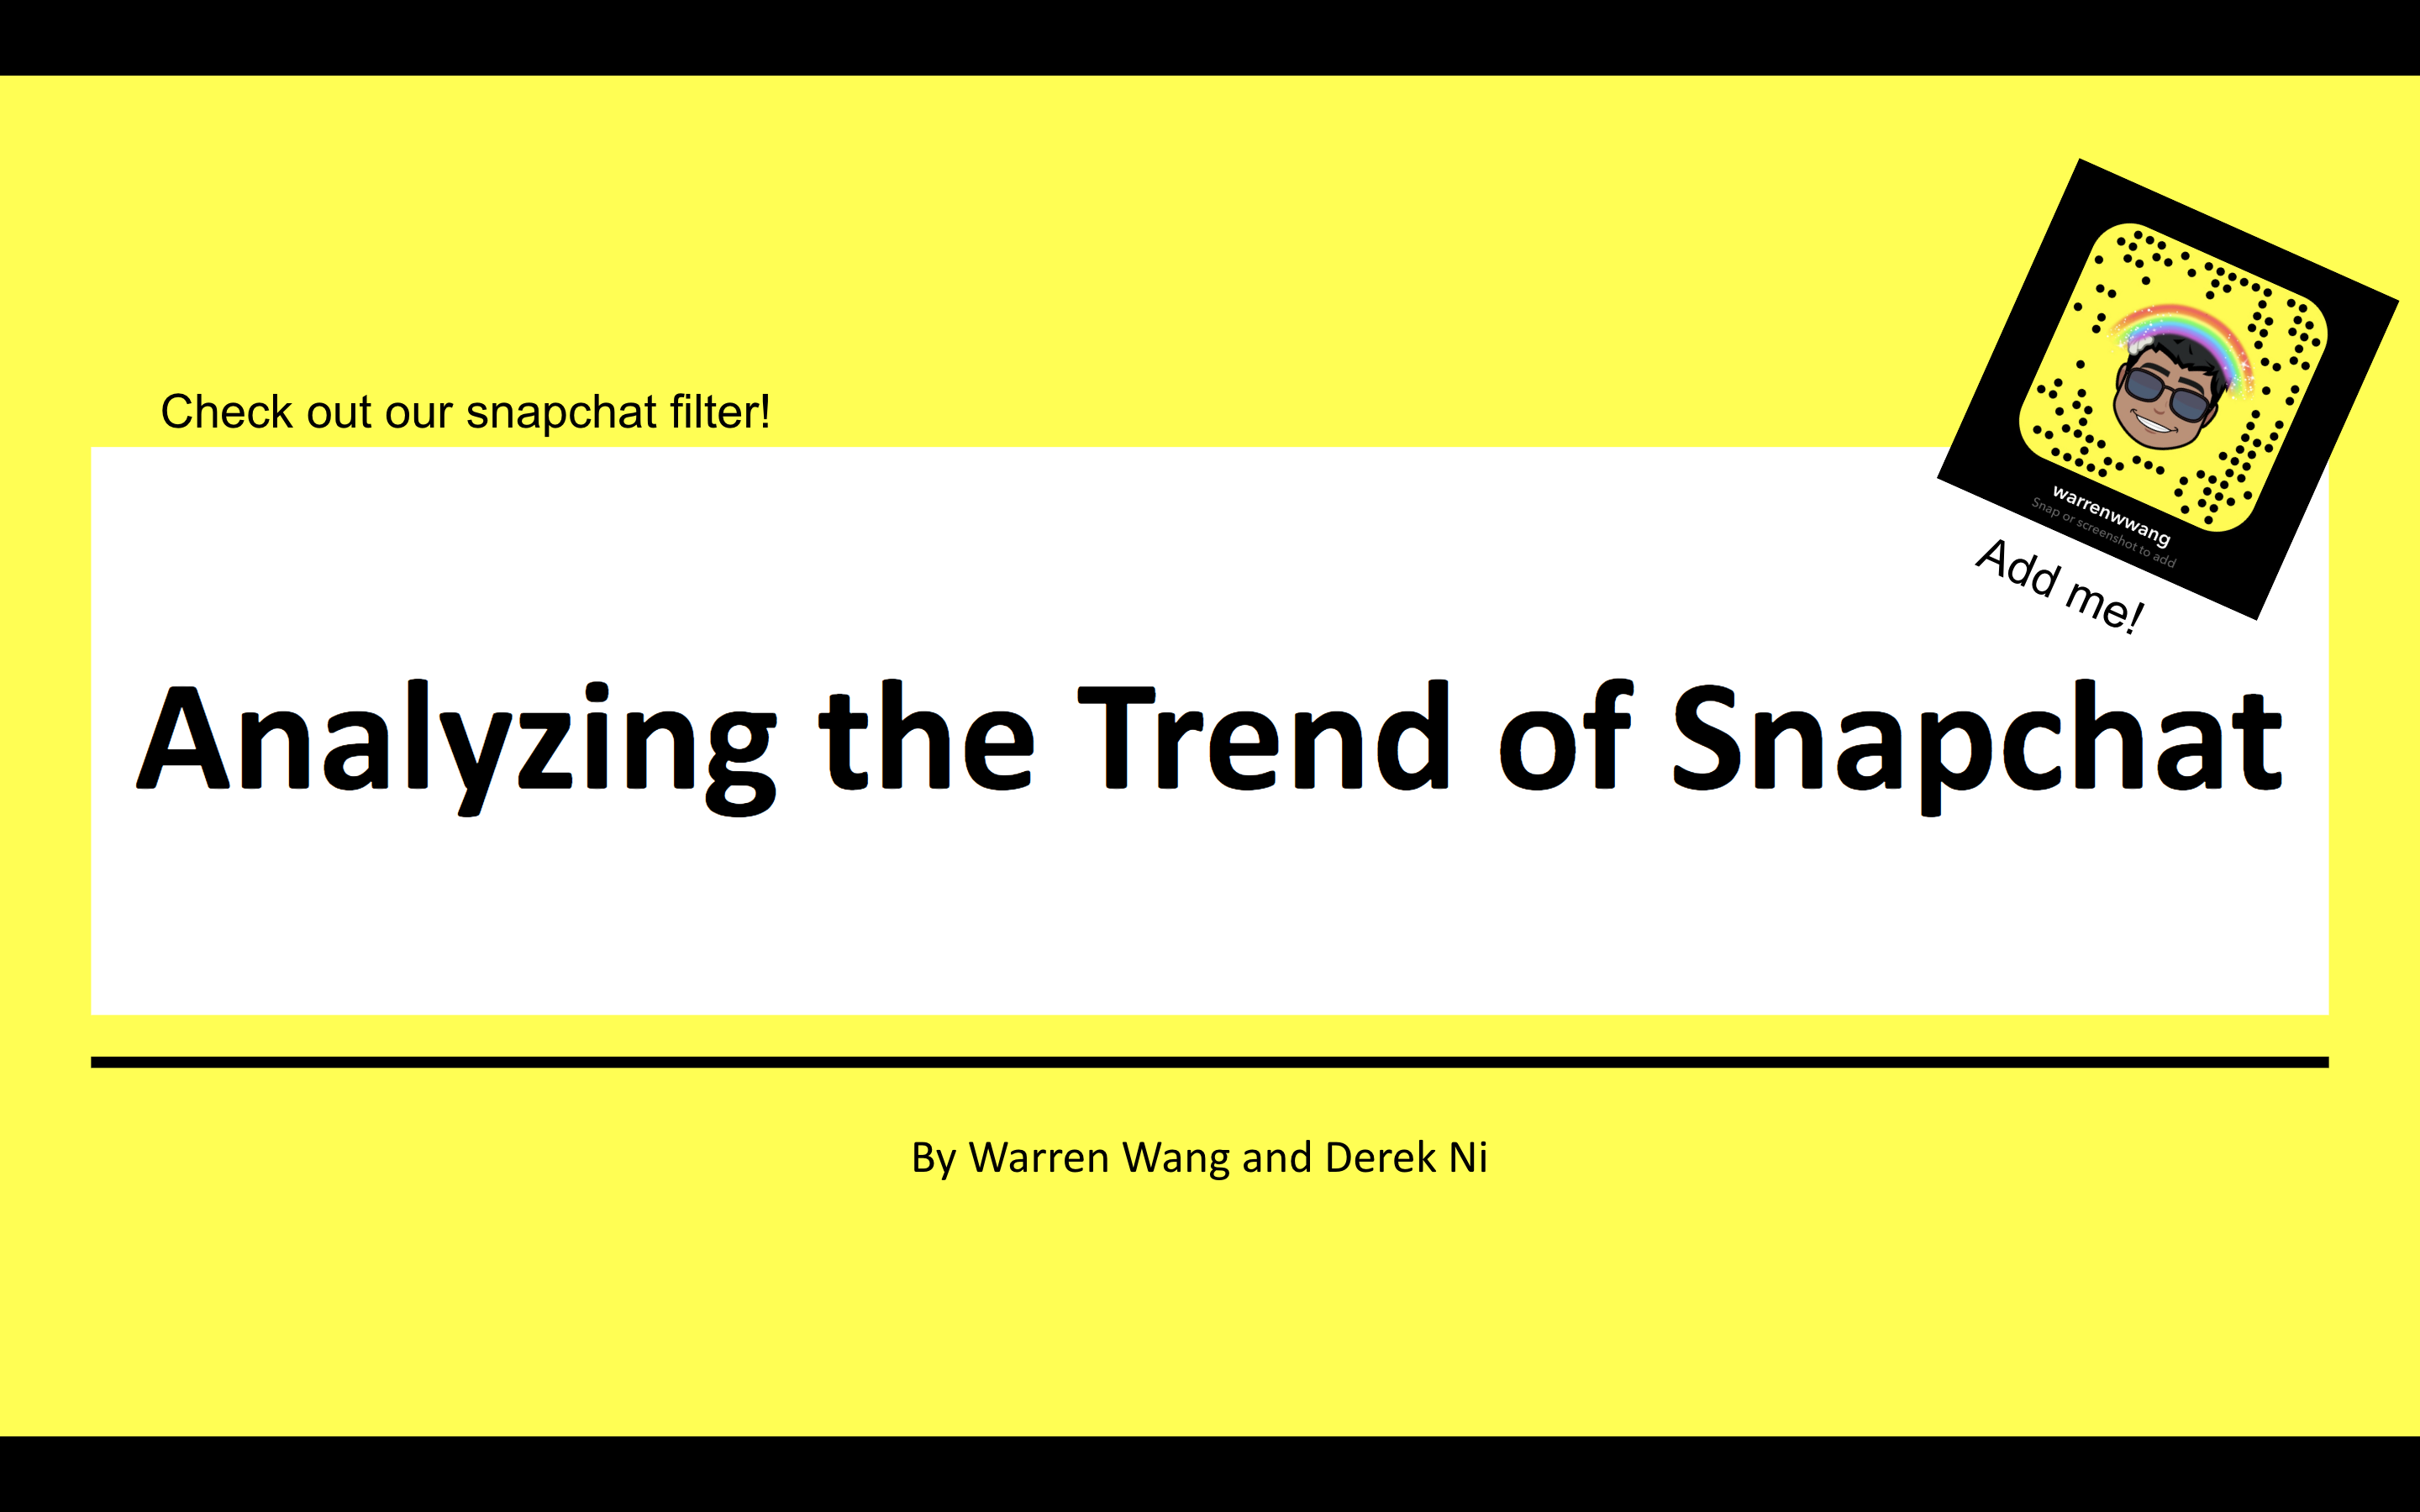 Check out our snapchat filter!
warrenwwang
Snap or screenshot to add
Add me!
Analyzing the Trend of Snapchat
By Warren Wang and Derek Ni